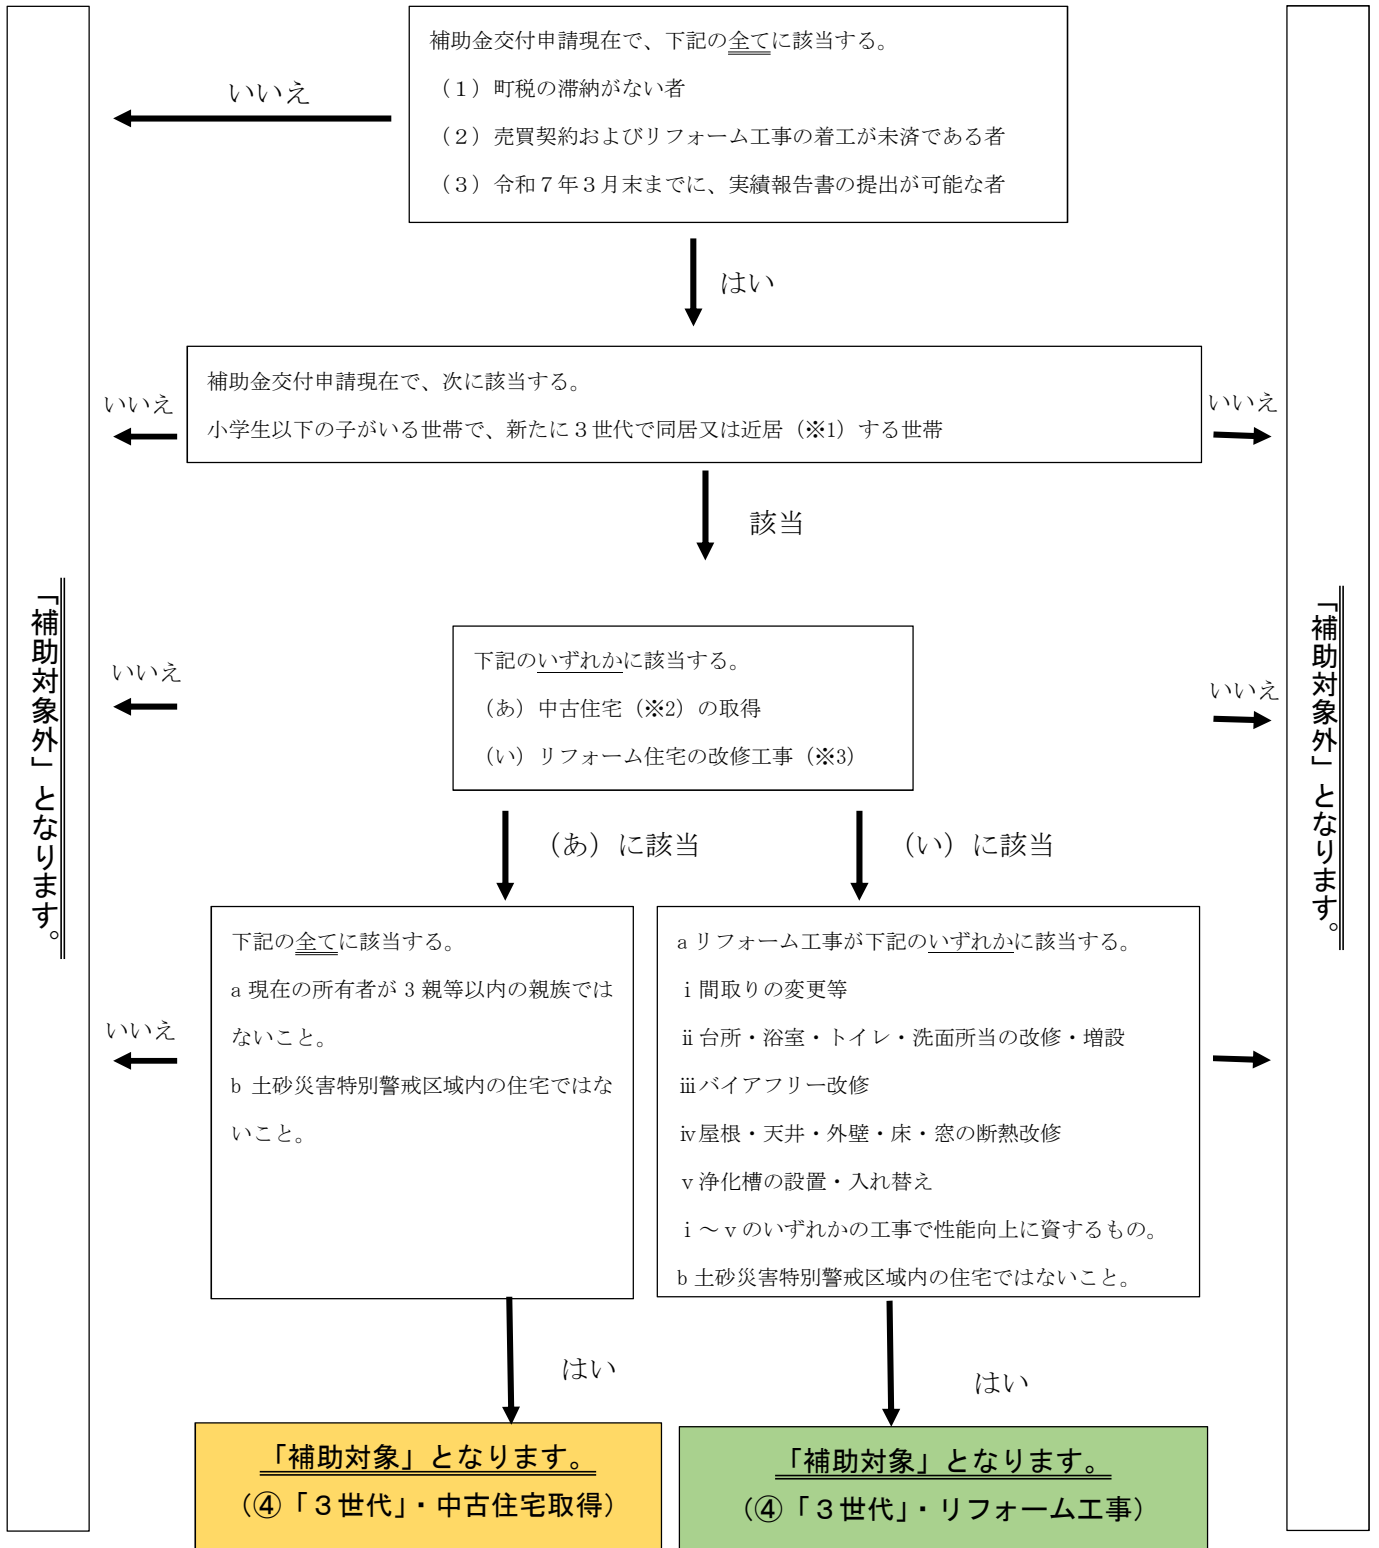 補助金交付申請現在で、下記の全てに該当する。
（１）町税の滞納がない者
（２）売買契約およびリフォーム工事の着工が未済である者
（３）令和７年３月末までに、実績報告書の提出が可能な者
いいえ
はい
補助金交付申請現在で、次に該当する。
小学生以下の子がいる世帯で、新たに３世代で同居又は近居（※1）する世帯
いいえ
いいえ
該当
「補助対象外」となります。
「補助対象外」となります。
下記のいずれかに該当する。
（あ）中古住宅（※2）の取得
（い）リフォーム住宅の改修工事（※3）
いいえ
いいえ
（あ）に該当
（い）に該当
下記の全てに該当する。
a 現在の所有者が 3 親等以内の親族では
ないこと。
b 土砂災害特別警戒区域内の住宅ではな
いこと。
いいえ
a リフォーム工事が下記のいずれかに該当する。
ⅰ間取りの変更等
ⅱ台所・浴室・トイレ・洗面所当の改修・増設
ⅲバイアフリー改修
ⅳ屋根・天井・外壁・床・窓の断熱改修
ⅴ浄化槽の設置・入れ替え
ⅰ～ⅴのいずれかの工事で性能向上に資するもの。
b 土砂災害特別警戒区域内の住宅ではないこと。
はい
はい
「補助対象」となります。
（④「３世代」・中古住宅取得）
「補助対象」となります。
（④「３世代」・リフォーム工事）